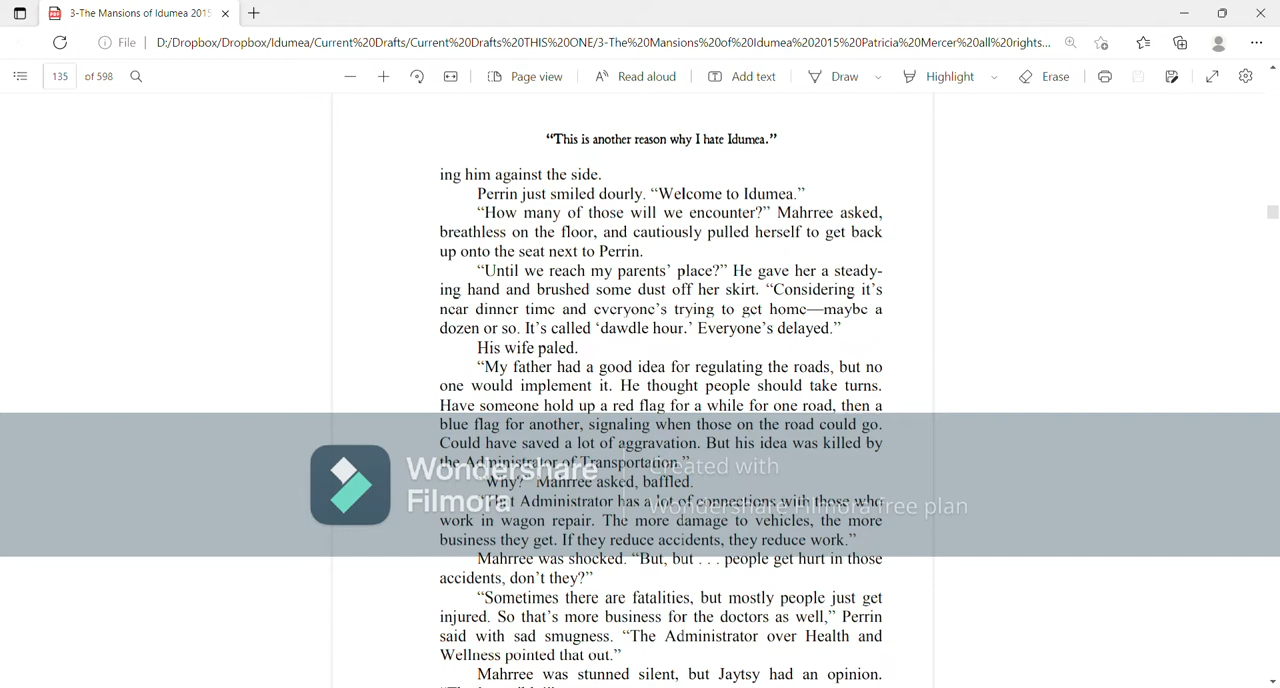 3-The Mansions of Idumea 2015
File
D:/Dropbox/Dropbox/Idumea/Current%20Drafts/Current%20Drafts%20THIS%20ONE/3-The%20Mansions%20of%20Idumea%202015%20Patricia%20Mercer%20all%20rights...
135 of 598
Page view
Read aloud
Add text
Draw
Highlight
Erase
“This is another reason why I hate Idumea.”
ing him against the side.
Perrin just smiled dourly. “Welcome to Idumea.”
“How many of those will we encounter?” Mahrree asked,
breathless on the floor, and cautiously pulled herself to get back
up onto the seat next to Perrin.
“Until we reach my parents’ place?” He gave her a steady-
ing hand and brushed some dust off her skirt. “Considering it’s
near dinner time and everyone’s trying to get home—maybe a
dozen or so. It’s called ‘dawdle hour.’ Everyone’s delayed.”
His wife paled.
“My father had a good idea for regulating the roads, but no
one would implement it. He thought people should take turns.
Have someone hold up a red flag for a while for one road, then a
blue flag for another, signaling when those on the road could go.
Could have saved a lot of aggravation. But his idea was killed by
the Administrator of Transportation.”
“Why?” Mahrree asked, baffled.
Administrator has a lot of connections with those who
work in wagon repair. The more damage to vehicles, the more
business they get. If they reduce accidents, they reduce work.”
Mahrree was shocked. “But, but . . . people get hurt in those
accidents, don’t they?”
“Sometimes there are fatalities, but mostly people just get
injured. So that’s more business for the doctors as well,” Perrin
said with sad smugness. “The Administrator over Health and
Wellness pointed that out.”
Mahrree was stunned silent, but Jaytsy had an opinion.
Wondershare
Filmora
Created with
Wondershare Filmora free plan